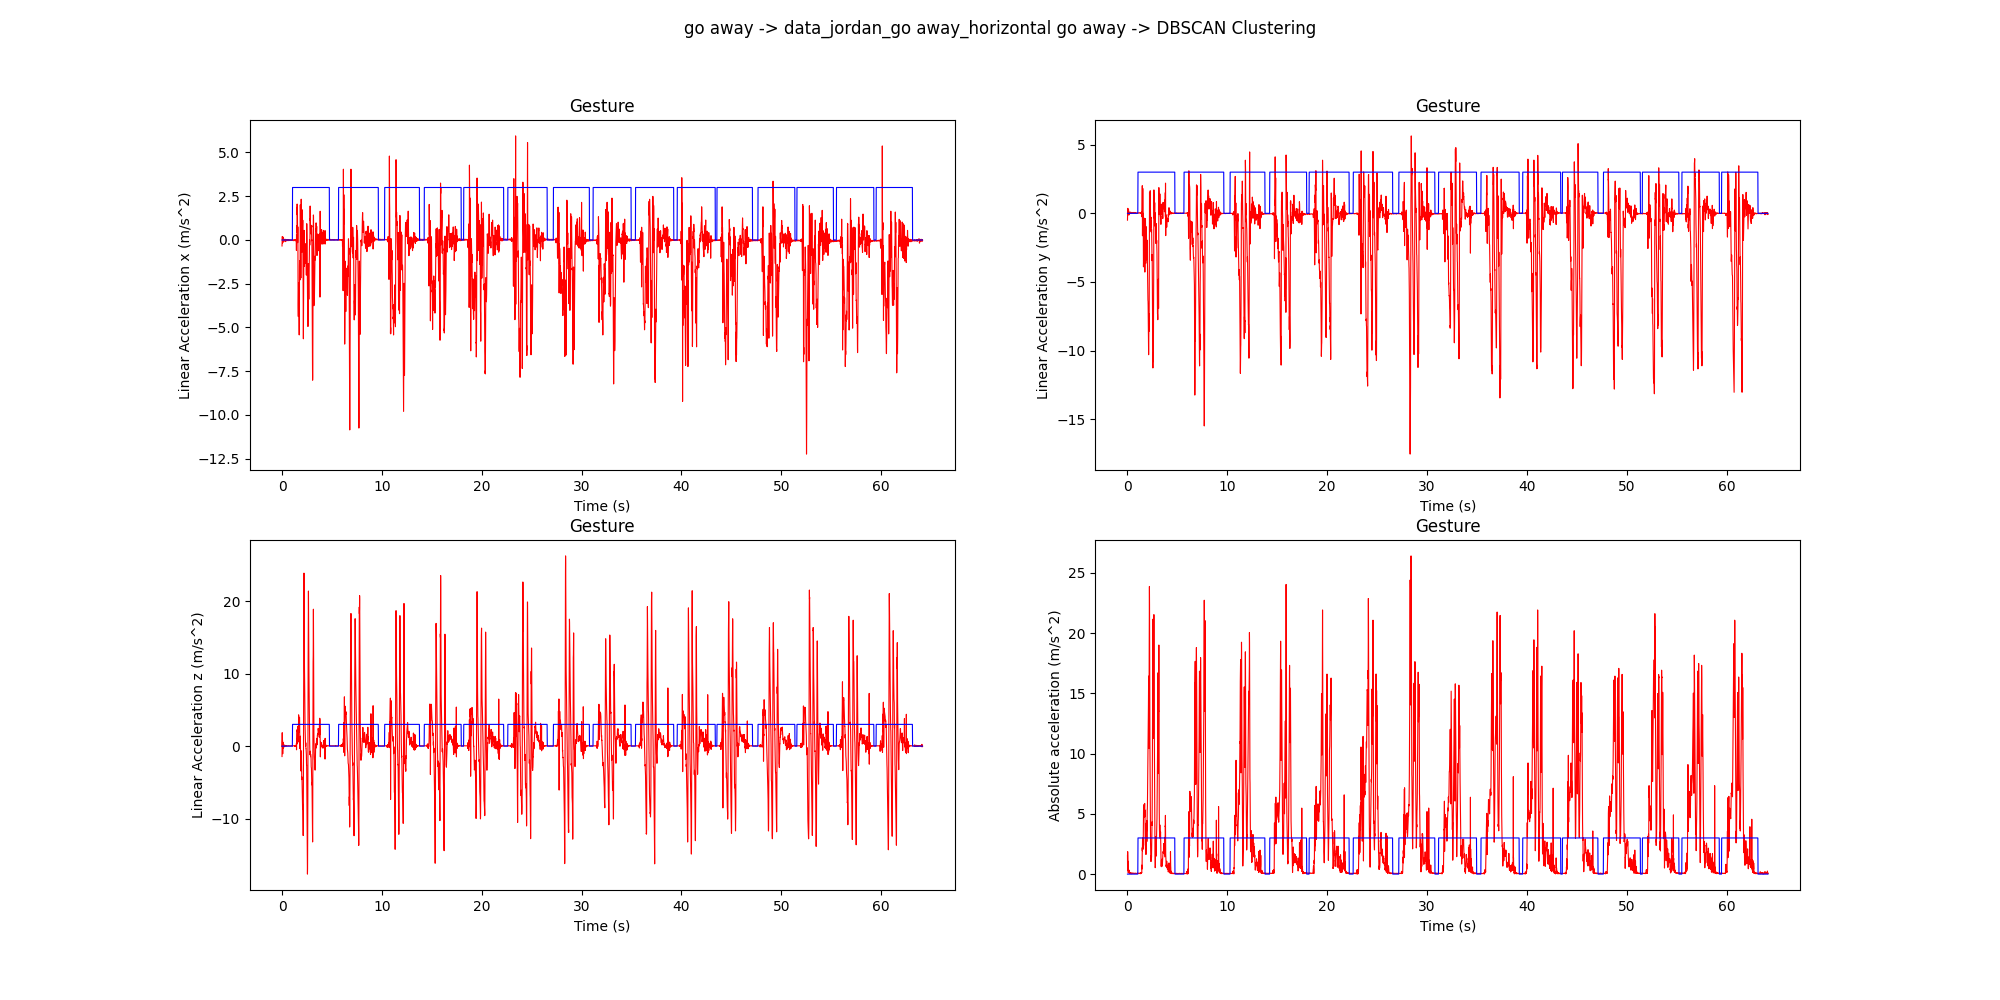 go away -> data_jordan_go away_horizontal go away -> DBSCAN Clustering
Gesture
Linear Acceleration x (m/s^2)
5.0
2.5
0.0
−2.5
−5.0
−7.5
−10.0
−12.5
0 10 20 30 40 50 60
Time (s)
Gesture
Linear Acceleration y (m/s^2)
5
0
−5
−10
−15
0 10 20 30 40 50 60
Time (s)
Gesture
Linear Acceleration z (m/s^2)
20
10
0
−10
0 10 20 30 40 50 60
Time (s)
Gesture
Absolute acceleration (m/s^2)
25
20
15
10
5
0
0 10 20 30 40 50 60
Time (s)